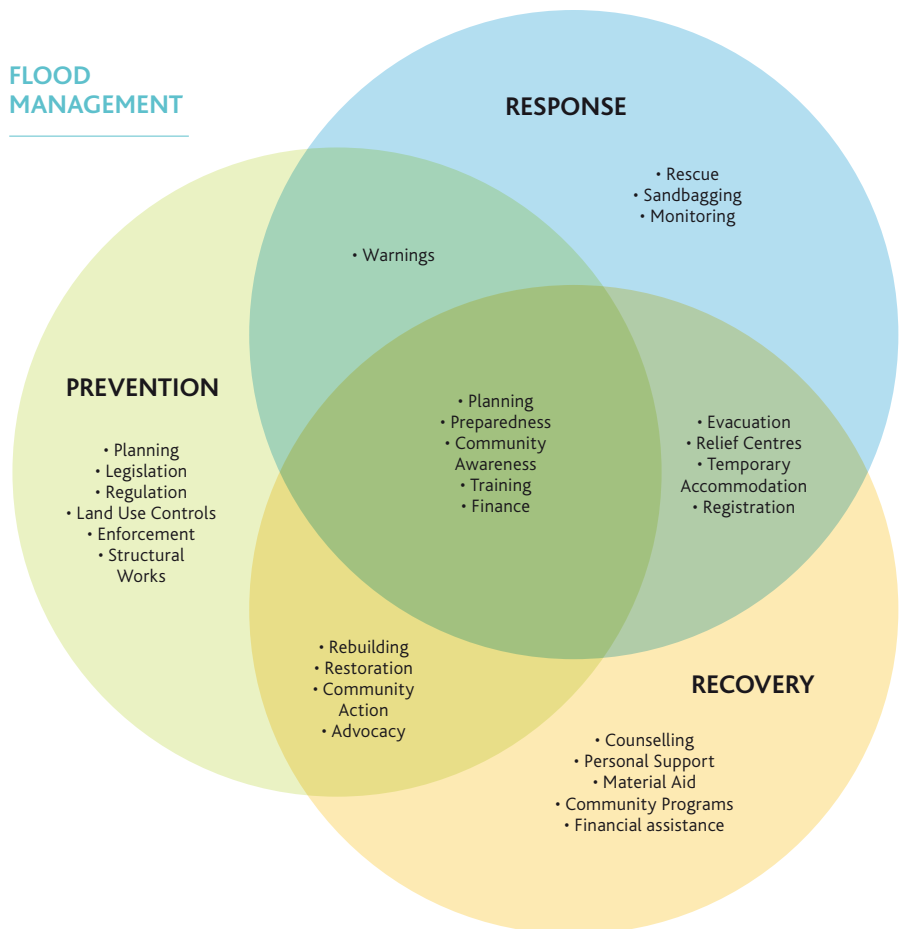 FLOOD
MANAGEMENT
RESPONSE
• Rescue
• Sandbagging
• Monitoring
• Warnings
PREVENTION
• Planning
• Legislation
• Regulation
• Land Use Controls
• Enforcement
• Structural
Works
• Planning
• Preparedness
• Community
Awareness
• Training
• Finance
• Evacuation
• Relief Centres
• Temporary
Accommodation
• Registration
• Rebuilding
• Restoration
• Community
Action
• Advocacy
RECOVERY
• Counselling
• Personal Support
• Material Aid
• Community Programs
• Financial assistance